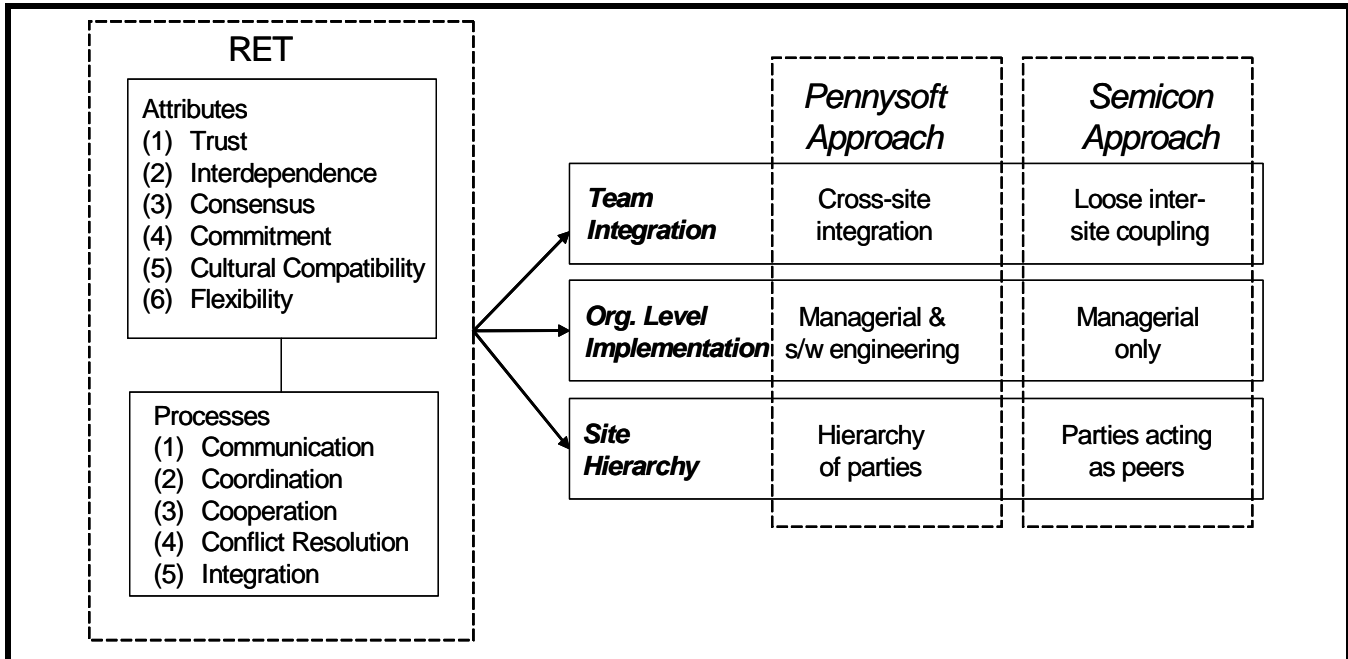 RET
Attributes
(1) Trust
(2) Interdependence
(3) Consensus
(4) Commitment
(5) Cultural Compatibility
(6) Flexibility
Processes
(1) Communication
(2) Coordination
(3) Cooperation
(4) Conflict Resolution
(5) Integration
Pennysoft
Approach
Semicon
Approach
Team
Integration
Cross-site
integration
Loose inter-
site coupling
Org. Level
Implementation
Managerial &
s/w engineering
Managerial
only
Site
Hierarchy
Hierarchy
of parties
Parties acting
as peers